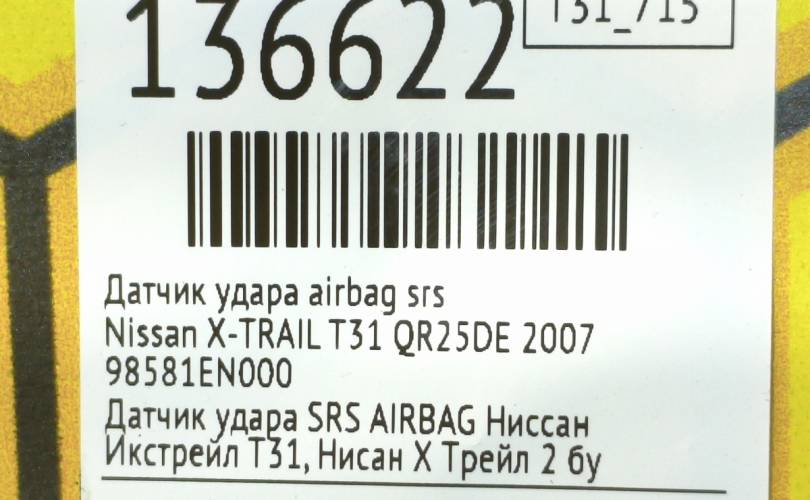 136622
T31_715
Датчик удара airbag srs
Nissan X-TRAIL T31 QR25DE 2007
98581EN000
Датчик удара SRS AIRBAG Ниссан
Икстрейл Т31, Нисан Х Трейл 2 бу